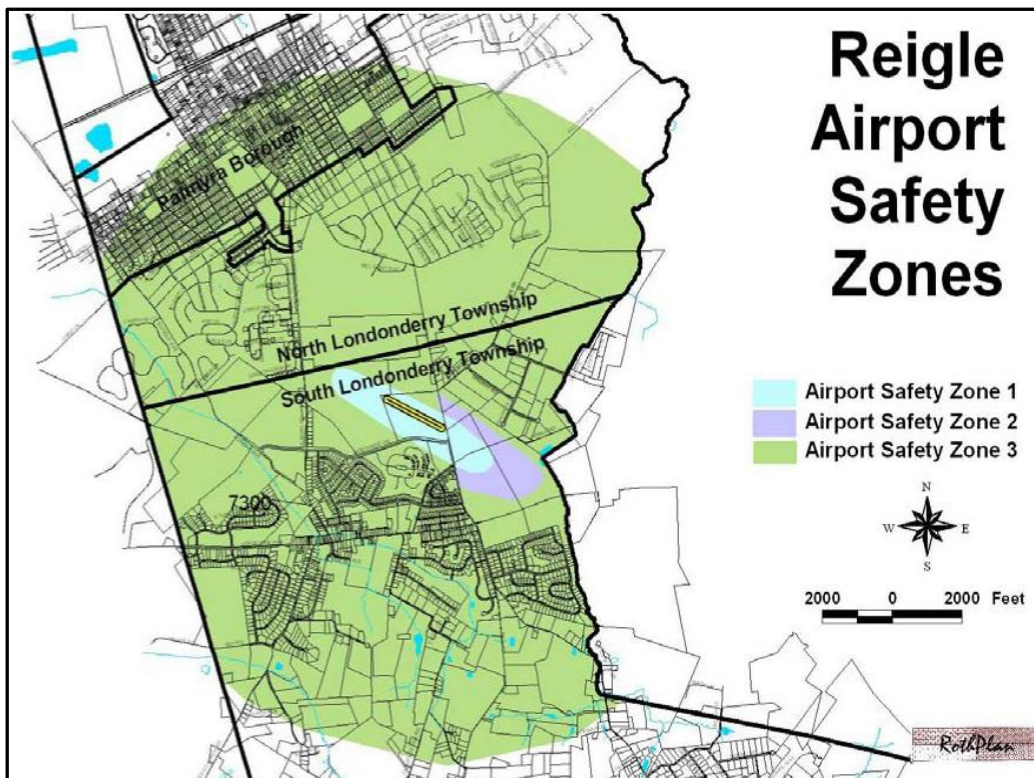 Reigle
Airport
Safety
Zones
Palmyra Borough
North Londonderry Township
South Londonderry Township
7300
Airport Safety Zone 1
Airport Safety Zone 2
Airport Safety Zone 3
N
W E
S
2000 0 2000 Feet
RothPlan